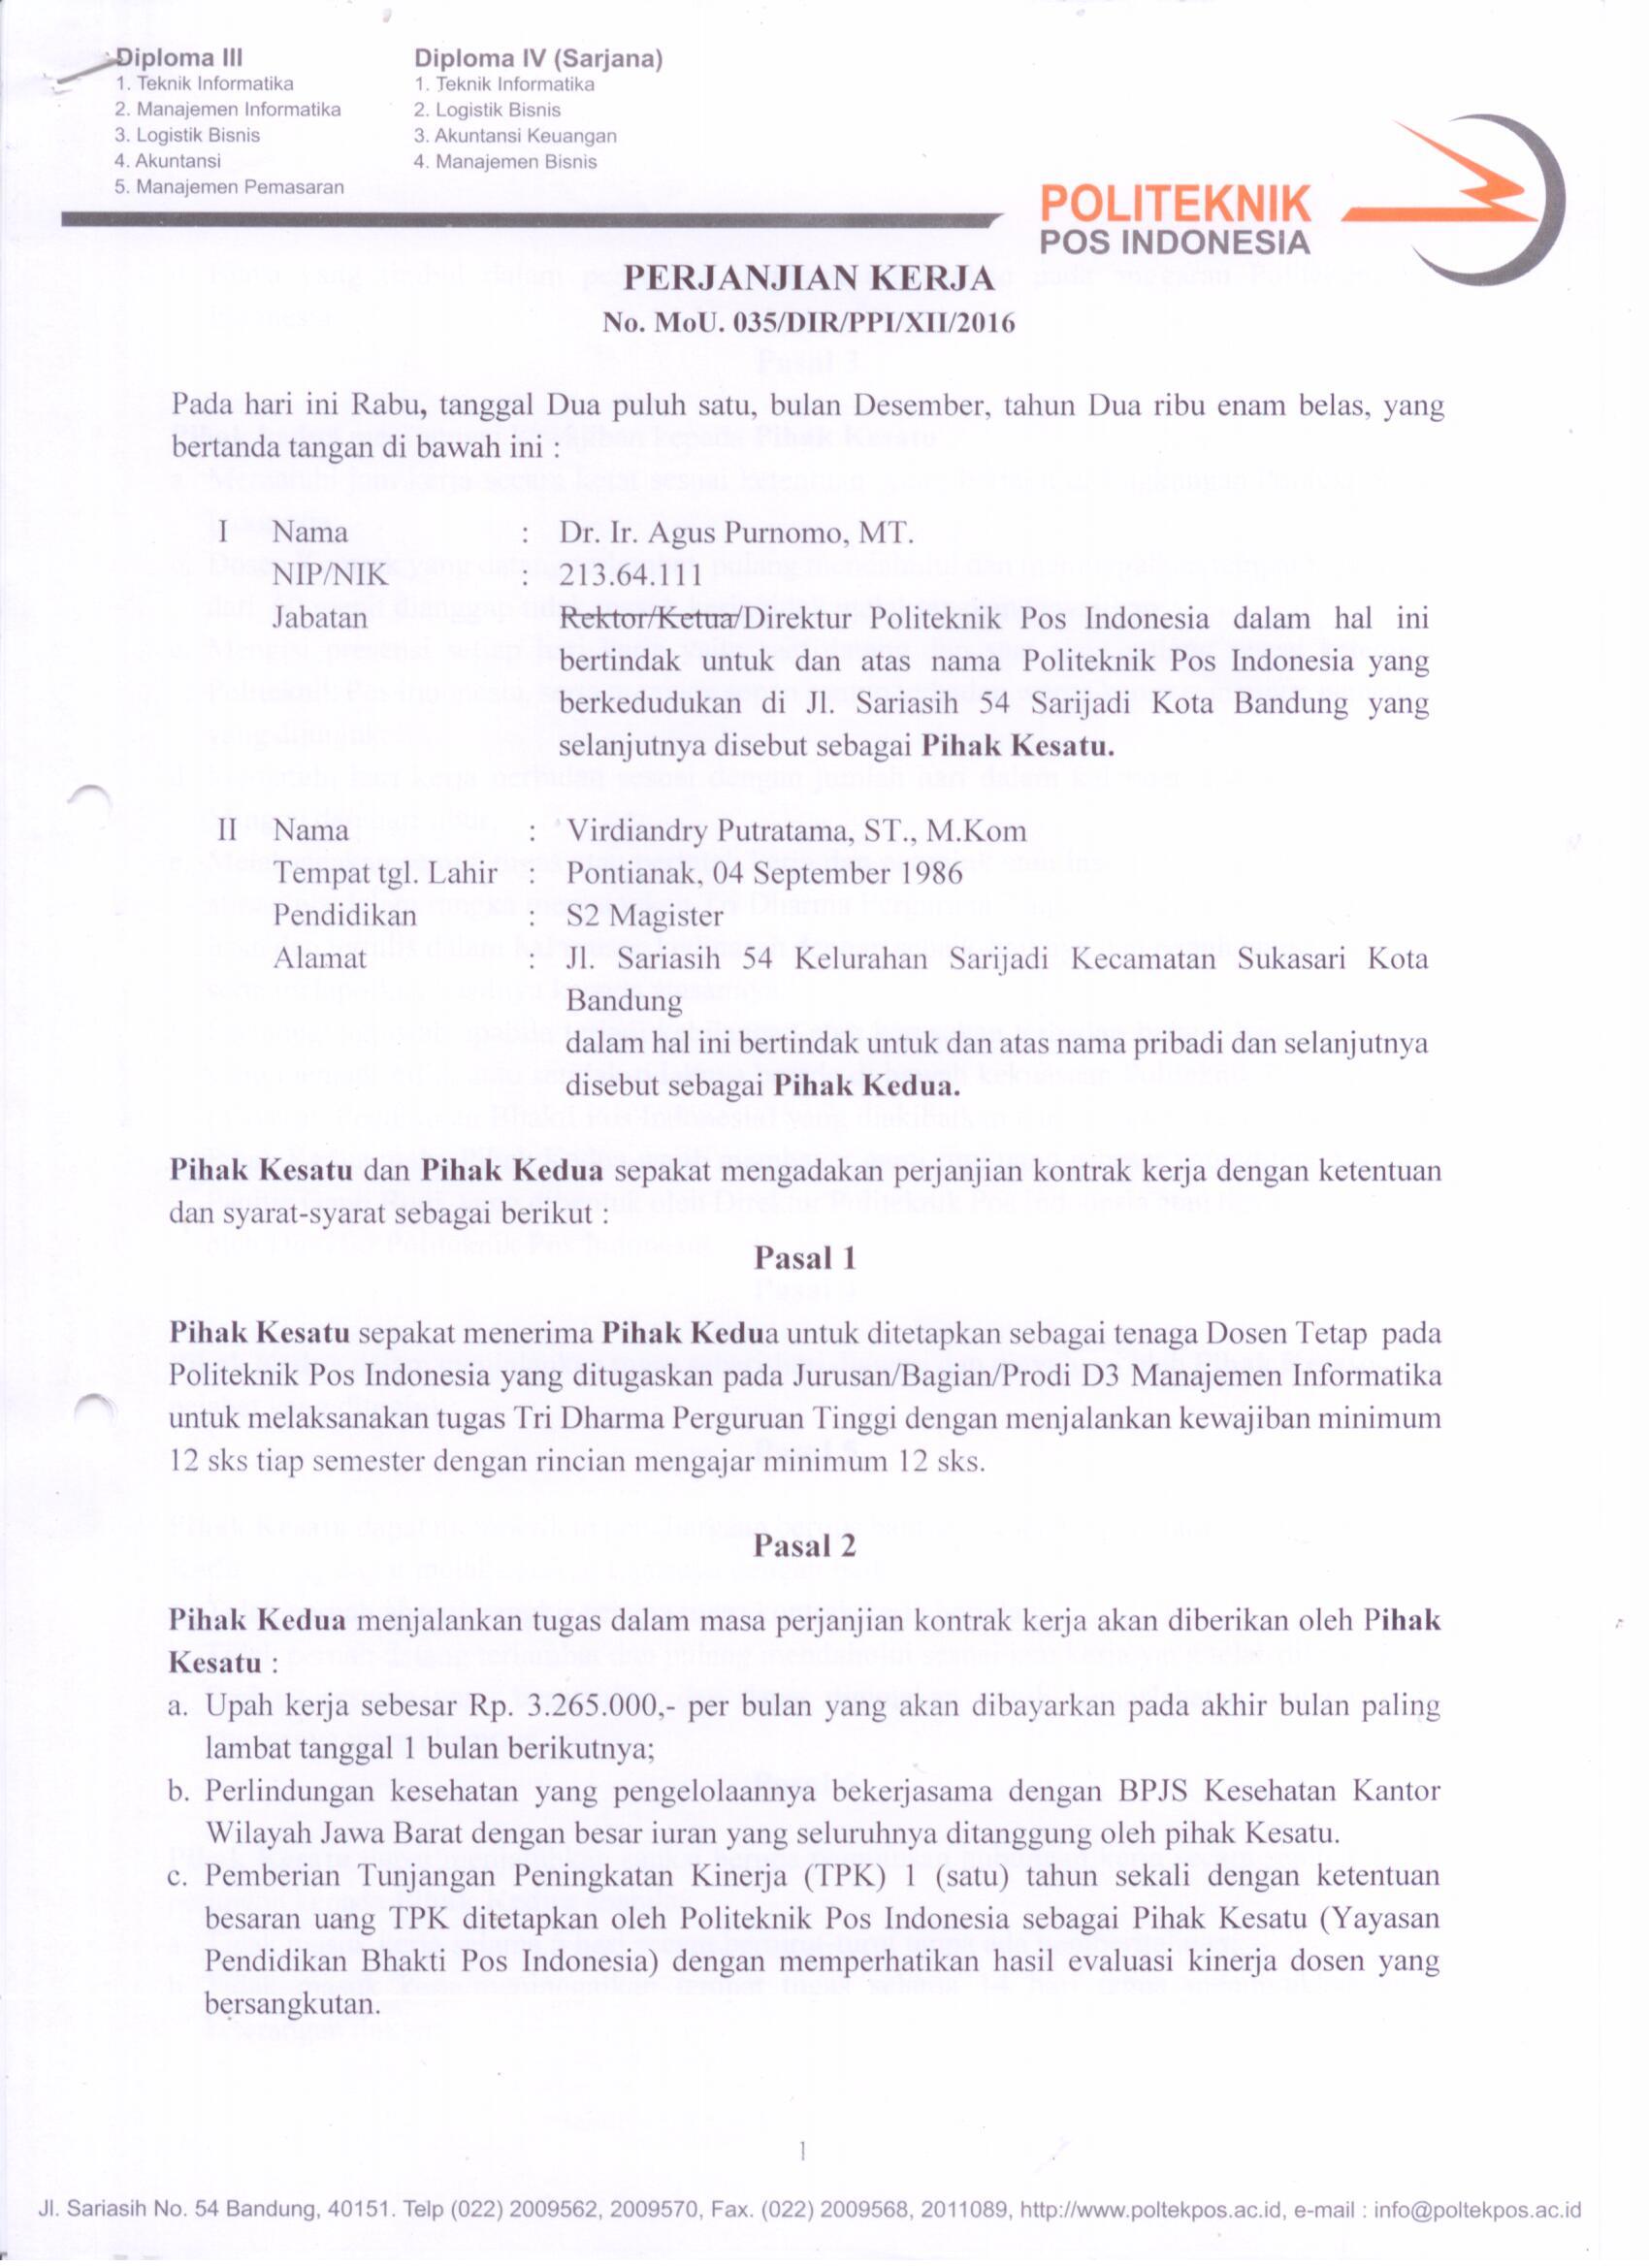 Diploma III
1. Teknik Informatika
2. Manajemen Informatika
3. Logistik Bisnis
4. Akuntansi
5. Manajemen Pemasaran
Diploma IV (Sarjana)
1. Teknik Informatika
2. Logistik Bisnis
3. Akuntansi Keuangan
4. Manajemen Bisnis
POLITEKNIK
POS INDONESIA
PERJANJIAN KERJA
No. MoU. 035/DIR/PPI/XII/2016
Pada hari ini Rabu, tanggal Dua puluh satu, bulan Desember, tahun Dua ribu enam belas, yang
bertanda tangan di bawah ini :
I Nama : Dr. Ir. Agus Purnomo, MT.
NIP/NIK : 213.64.111
Jabatan Rektor/Ketua/Direktur Politeknik Pos Indonesia dalam hal ini
bertindak untuk dan atas nama Politeknik Pos Indonesia yang
berkedudukan di Jl. Sariasih 54 Sarijadi Kota Bandung yang
selanjutnya disebut sebagai Pihak Kesatu.
II Nama : Virdiandry Putratama, ST., M.Kom
Tempat tgl. Lahir : Pontianak, 04 September 1986
Pendidikan : S2 Magister
Alamat : Jl. Sariasih 54 Kelurahan Sarijadi Kecamatan Sukasari Kota
Bandung
dalam hal ini bertindak untuk dan atas nama pribadi dan selanjutnya
disebut sebagai Pihak Kedua.
Pihak Kesatu dan Pihak Kedua sepakat mengadakan perjanjian kontrak kerja dengan ketentuan
dan syarat-syarat sebagai berikut :
Pasal 1
Pihak Kesatu sepakat menerima Pihak Kedua untuk ditetapkan sebagai tenaga Dosen Tetap pada
Politeknik Pos Indonesia yang ditugaskan pada Jurusan/Bagian/Prodi D3 Manajemen Informatika
untuk melaksanakan tugas Tri Dharma Perguruan Tinggi dengan menjalankan kewajiban minimum
12 sks tiap semester dengan rincian mengajar minimum 12 sks.
Pasal 2
Pihak Kedua menjalankan tugas dalam masa perjanjian kontrak kerja akan diberikan oleh Pihak
Kesatu :
a. Upah kerja sebesar Rp. 3.265.000,- per bulan yang akan dibayarkan pada akhir bulan paling
lambat tanggal 1 bulan berikutnya;
b. Perlindungan kesehatan yang pengelolaannya bekerjasama dengan BPJS Kesehatan Kantor
Wilayah Jawa Barat dengan besar iuran yang seluruhnya ditanggung oleh pihak Kesatu.
c. Pemberian Tunjangan Peningkatan Kinerja (TPK) 1 (satu) tahun sekali dengan ketentuan
besaran uang TPK ditetapkan oleh Politeknik Pos Indonesia sebagai Pihak Kesatu (Yayasan
Pendidikan Bhakti Pos Indonesia) dengan memperhatikan hasil evaluasi kinerja dosen yang
bersangkutan.
1
Jl. Sariasih No. 54 Bandung, 40151. Telp (022) 2009562, 2009570, Fax. (022) 2009568, 2011089, http://www.poltekpos.ac.id, e-mail : info@poltekpos.ac.id